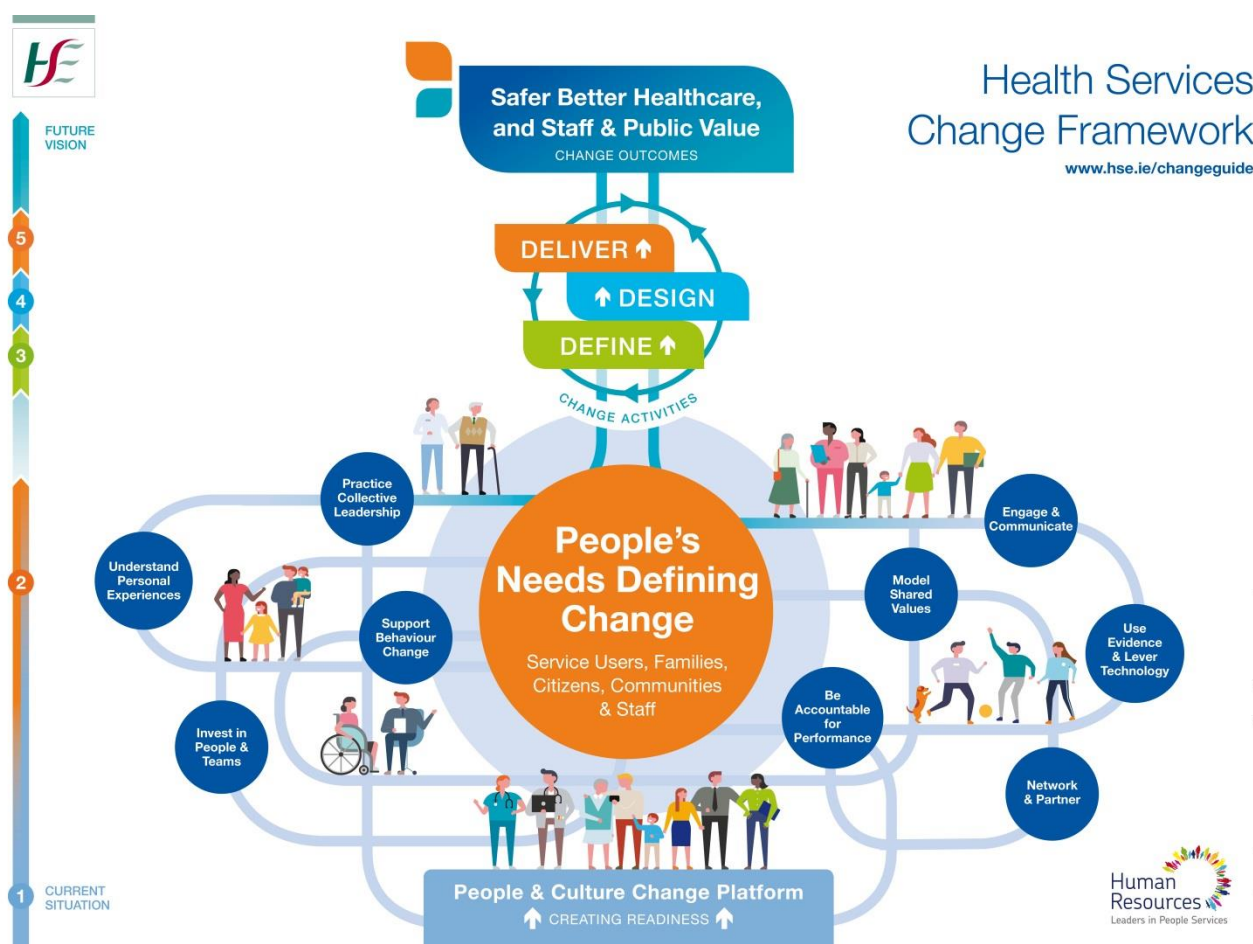 HSE
Health Services
Change Framework
www.hse.ie/changeguide
Safer Better Healthcare,
and Staff & Public Value
CHANGE OUTCOMES
FUTURE
VISION
5
4
3
2
1
CURRENT
SITUATION
DELIVER
DESIGN
DEFINE
CHANGE ACTIVITIES
Practice
Collective
Leadership
Understand
Personal
Experiences
Support
Behaviour
Change
Invest in
People &
Teams
People's
Needs Defining
Change
Service Users, Families,
Citizens, Communities
& Staff
Engage &
Communicate
Model
Shared
Values
Use
Evidence
& Lever
Technology
Be
Accountable
for
Performance
Network
& Partner
People & Culture Change Platform
CREATING READINESS
Human
Resources
Leaders in People Services